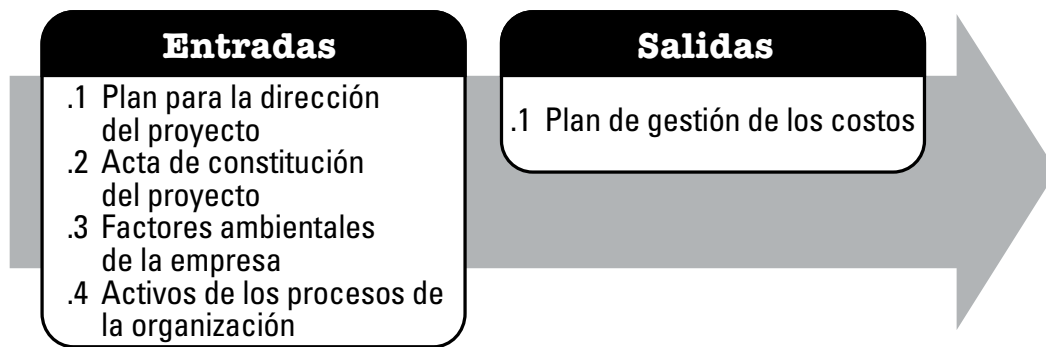 Entradas
.1 Plan para la dirección
del proyecto
.2 Acta de constitución
del proyecto
.3 Factores ambientales
de la empresa
.4 Activos de los procesos de
la organización
Salidas
.1 Plan de gestión de los costos